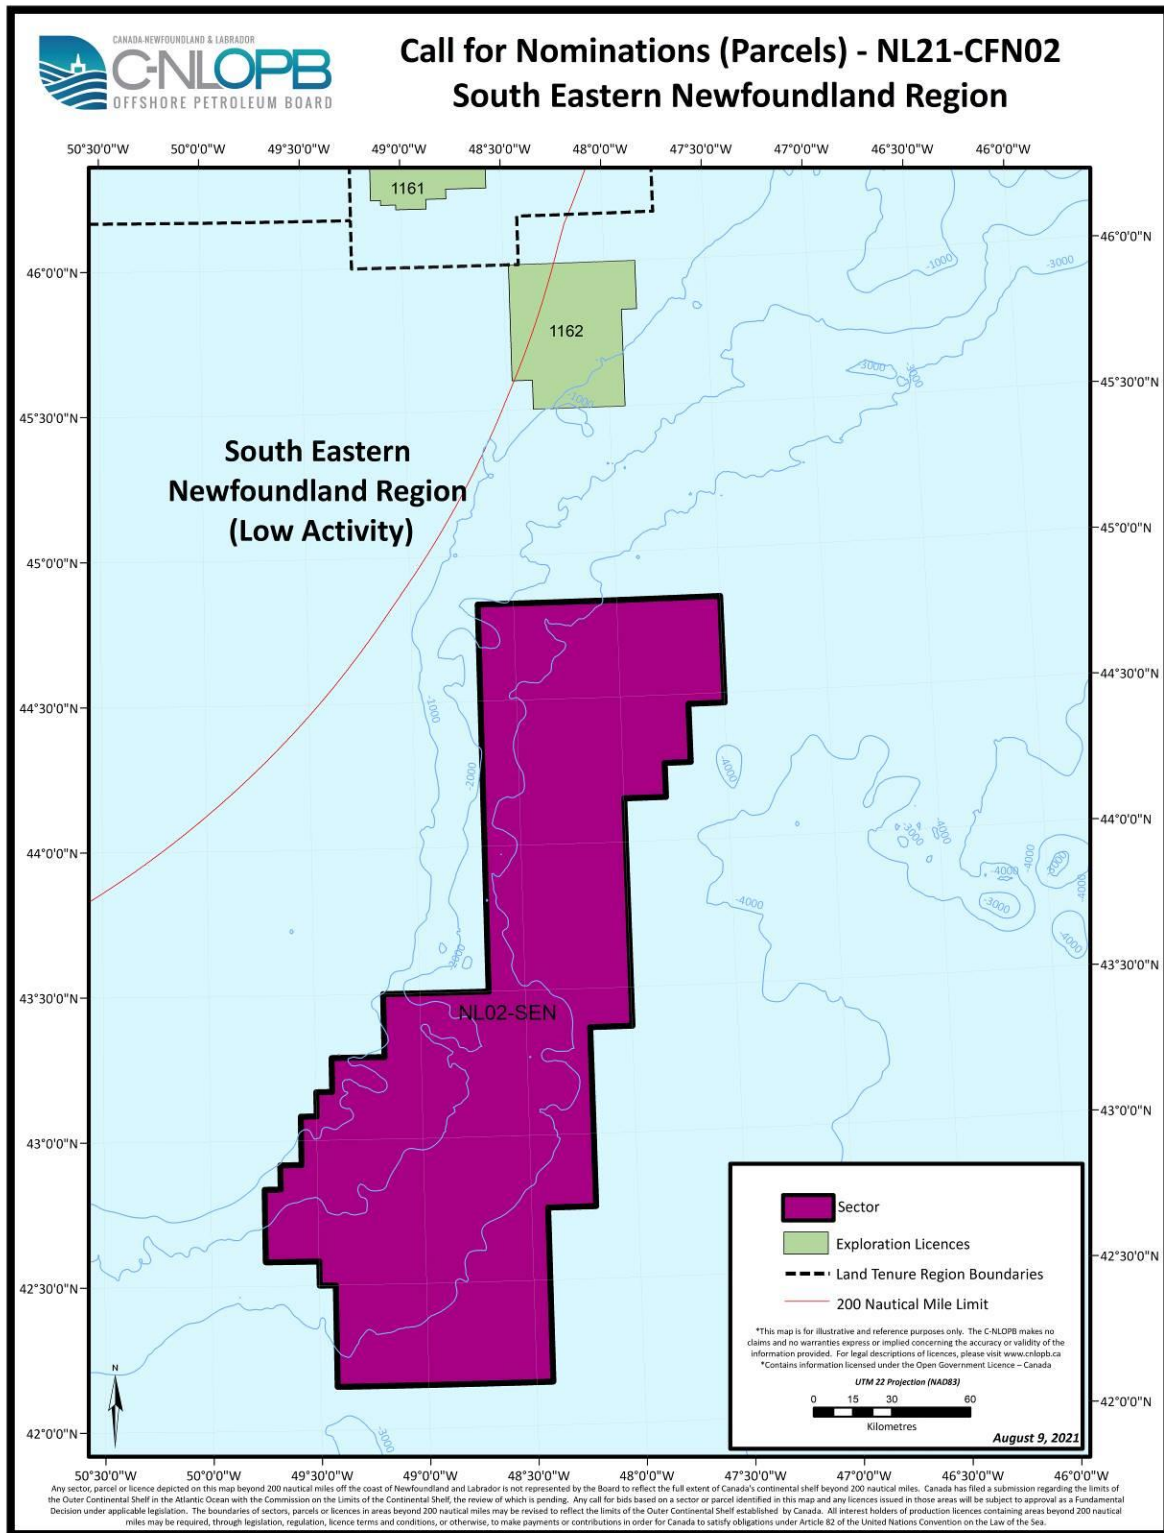 CANADA-NEWFOUNDLAND & LABRADOR
C-NLOPB
OFFSHORE PETROLEUM BOARD
Call for Nominations (Parcels) - NL21-CFN02
South Eastern Newfoundland Region
50°30'0"W 50°0'0"W 49°30'0"W 49°0'0"W 48°30'0"W 48°0'0"W 47°30'0"W 47°0'0"W 46°30'0"W 46°0'0"W
1161
46°0'0"N
-1000
-3000
46°0'0"N
1162
-3000
-3000
45°30'0"N
-1000
45°30'0"N
South Eastern
Newfoundland Region
(Low Activity)
45°0'0"N
45°0'0"N
44°30'0"N
-1000
44°30'0"N
-2000
-4000
44°0'0"N
-3000
-4000
44°0'0"N
-4000
-4000
-3000
-4000
-4000
-3000
-4000
-2000
43°30'0"N
43°30'0"N
NL02-SEN
43°0'0"N
43°0'0"N
Sector
Exploration Licences
42°30'0"N
Land Tenure Region Boundaries
42°30'0"N
200 Nautical Mile Limit
*This map is for illustrative and reference purposes only. The C-NLOPB makes no
claims and no warranties express or implied concerning the accuracy or validity of the
information provided. For legal descriptions of licences, please visit www.cnlopb.ca
*Contains information licensed under the Open Government Licence – Canada
UTM 22 Projection (NAD83)
0 15 30 60
Kilometres
August 9, 2021
N
42°0'0"N
-3000
42°0'0"N
50°30'0"W 50°0'0"W 49°30'0"W 49°0'0"W 48°30'0"W 48°0'0"W 47°30'0"W 47°0'0"W 46°30'0"W 46°0'0"W
Any sector, parcel or licence depicted on this map beyond 200 nautical miles off the coast of Newfoundland and Labrador is not represented by the Board to reflect the full extent of Canada's continental shelf beyond 200 nautical miles. Canada has filed a submission regarding the limits of
the Outer Continental Shelf in the Atlantic Ocean with the Commission on the Limits of the Continental Shelf, the review of which is pending. Any call for bids based on a sector or parcel identified in this map and any licences issued in those areas will be subject to approval as a Fundamental
Decision under applicable legislation. The boundaries of sectors, parcels or licences in areas beyond 200 nautical miles may be revised to reflect the limits of the Outer Continental Shelf established by Canada. All interest holders of production licences containing areas beyond 200 nautical
miles may be required, through legislation, regulation, licence terms and conditions, or otherwise, to make payments or contributions in order for Canada to satisfy obligations under Article 82 of the United Nations Convention on the Law of the Sea.